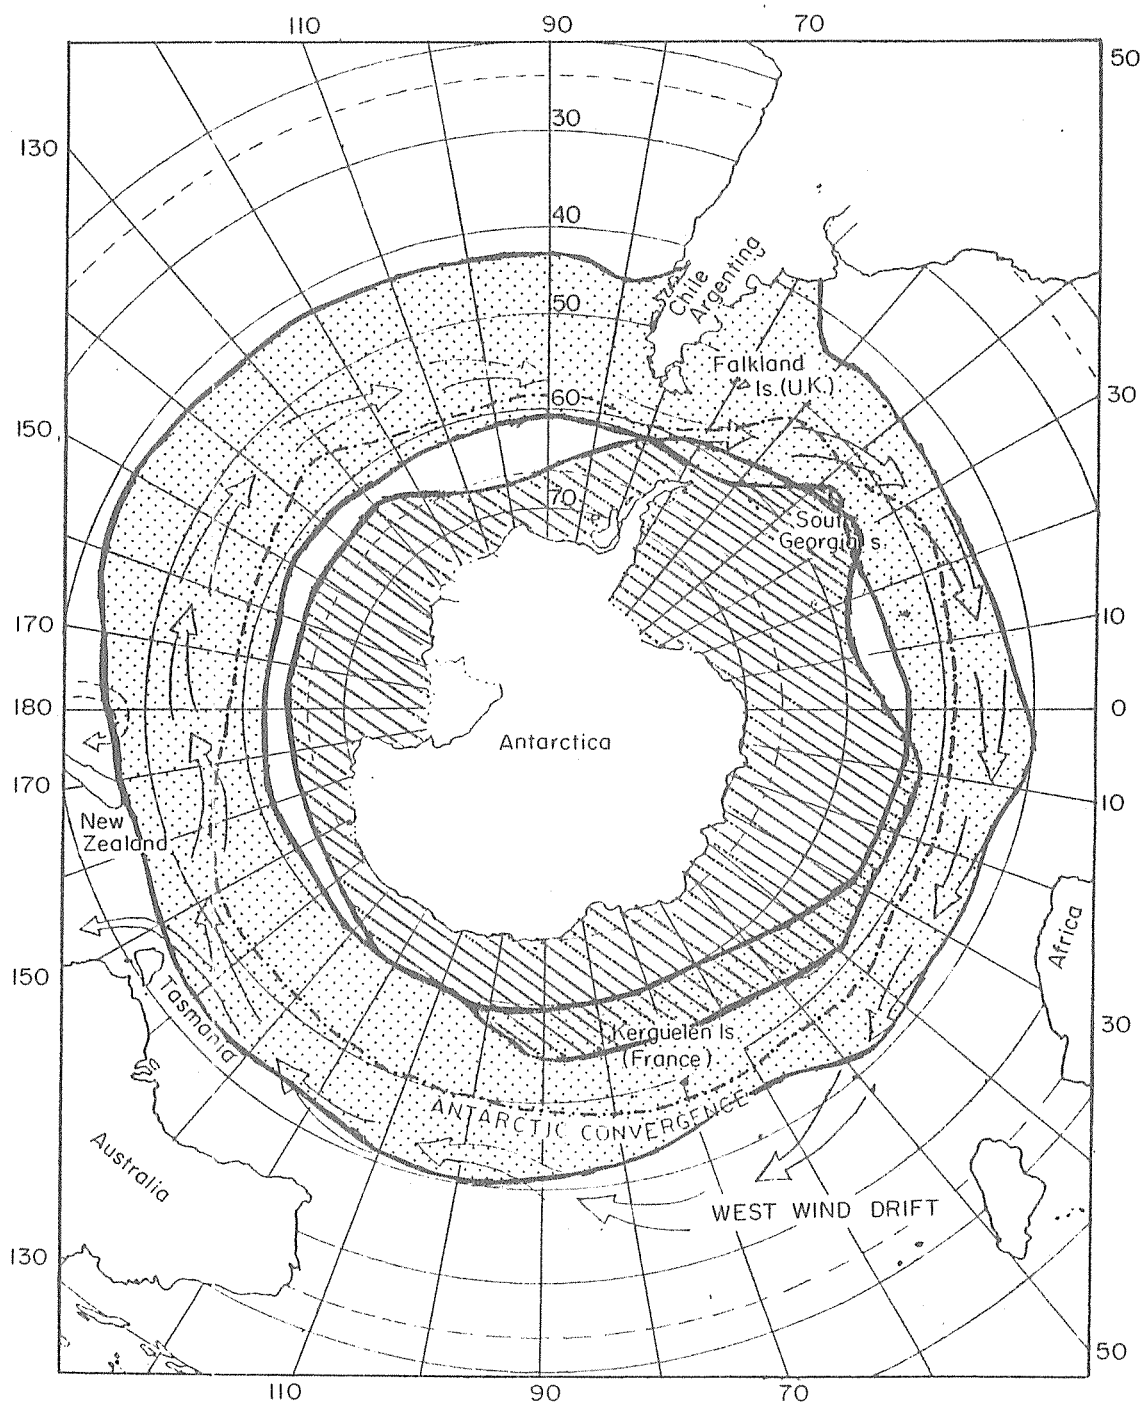 110
90
70
50
130
30
40
Chile
Argenting
50
Falkland
Is.(U.K.)
30
60
150
70
South
Georgia Is.
10
170
180
0
Antarctica
170
10
New
Zealand
Africa
150
Tasmania
30
Kerguelen Is.
(France)
ANTARCTIC CONVERGENCE
Australia
WEST WIND DRIFT
130
50
110
90
70